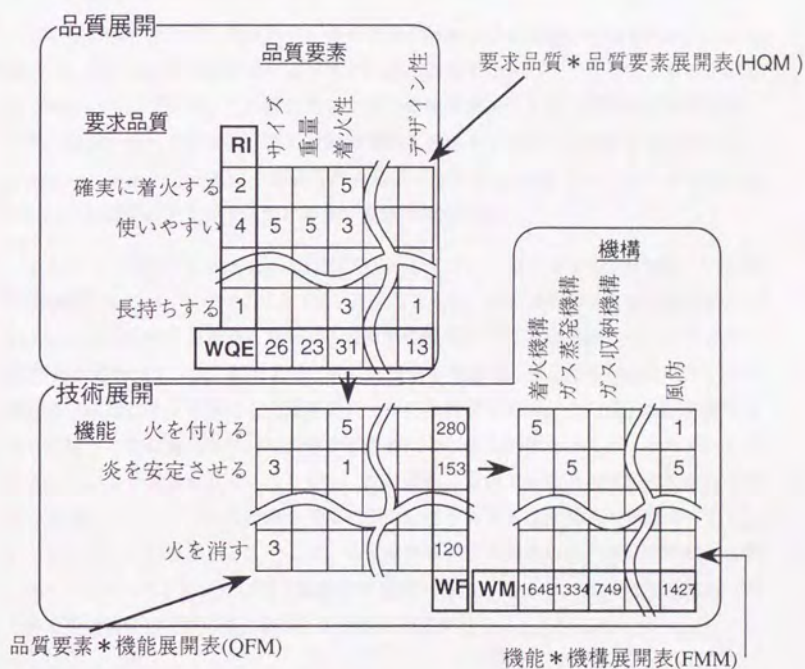 品質展開
品質要素
要求品質＊品質要素展開表(HQM)
要求品質
RI サイズ 重量 着火性 デザイン性
確実に着火する 2 5
使いやすい 4 5 5 3
長持ちする 1 3 1
WQE 26 23 31 13
機構
着火機構 ガス蒸発機構 ガス収納機構 風防
技術展開
機能 火を付ける 5 280 5 1
炎を安定させる 3 1 153 5 5
火を消す 3 120
WF WM 1648 1334 749 1427
品質要素＊機能展開表(QFM)
機能＊機構展開表(FMM)